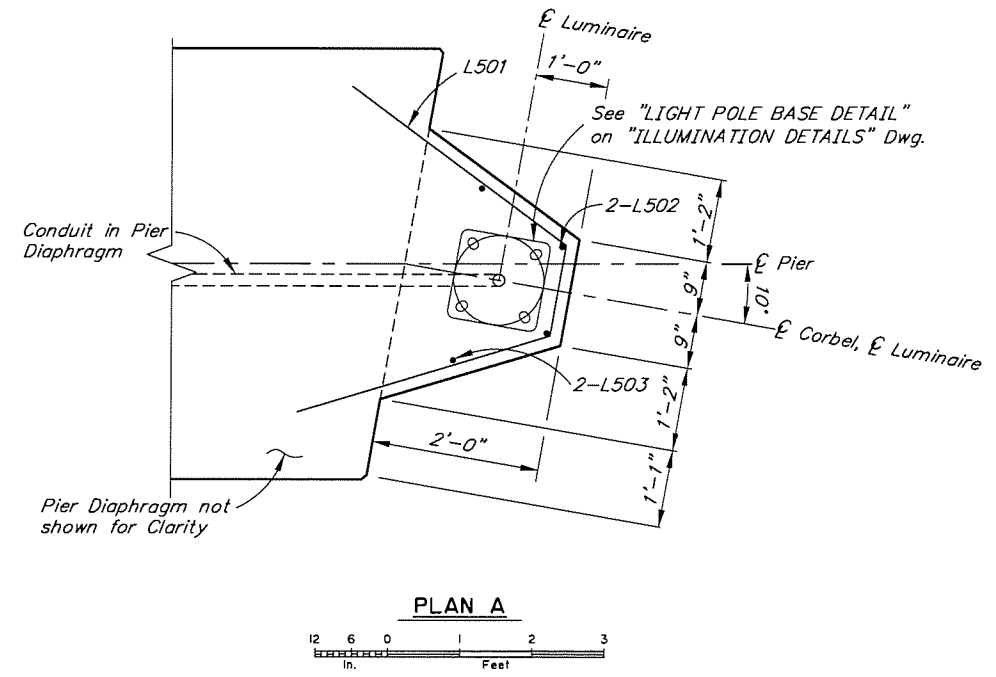 ℄ Luminaire
1'-0"
L501
See "LIGHT POLE BASE DETAIL"
on "ILLUMINATION DETAILS" Dwg.
2-L502
1'-2"
Conduit in Pier
Diaphragm
℄ Pier
9"
10°
9"
℄ Corbel, ℄ Luminaire
2-L503
1'-2"
2'-0"
1'-1"
Pier Diaphragm not
shown for Clarity
PLAN A
12 6 0 1 2 3
In. Feet